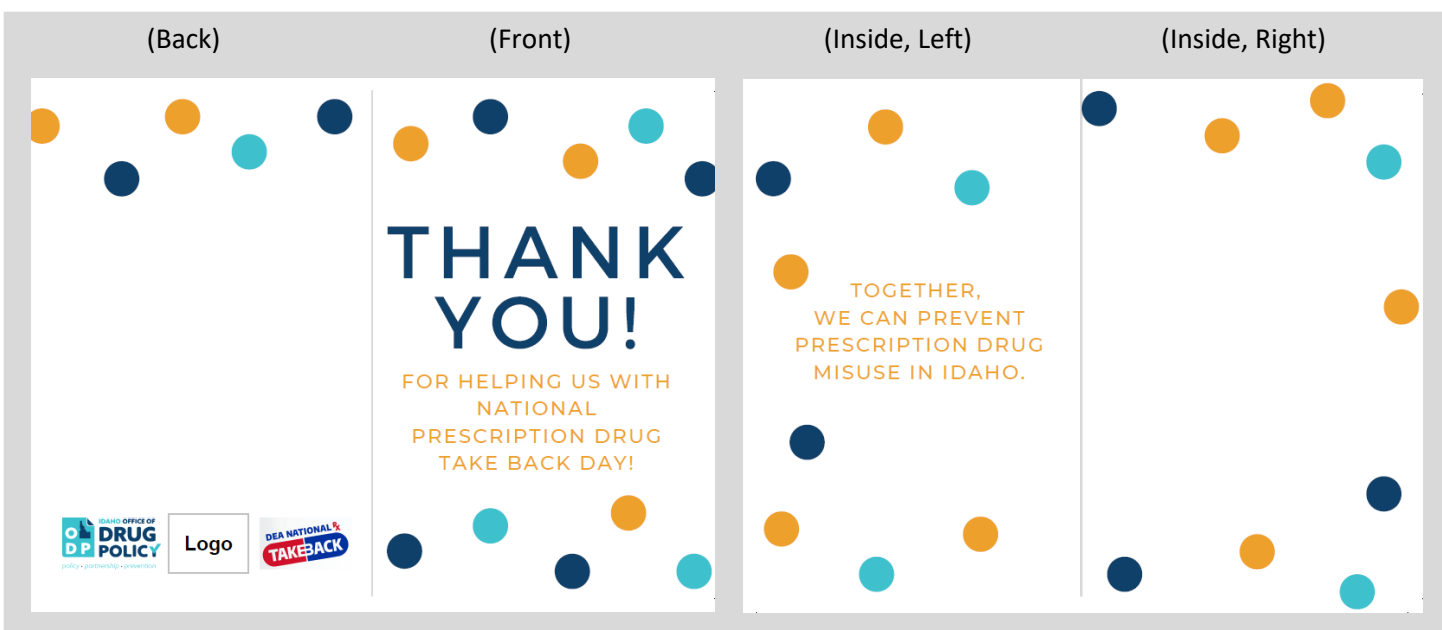 (Back)
(Front)
(Inside, Left)
(Inside, Right)
THANK
YOU!
FOR HELPING US WITH
NATIONAL
PRESCRIPTION DRUG
TAKE BACK DAY!
TOGETHER,
WE CAN PREVENT
PRESCRIPTION DRUG
MISUSE IN IDAHO.
ODP
IDAHO OFFICE OF
DRUG
POLICY
policy • partnership • prevention
Logo
DEA NATIONAL Rx
TAKEBACK